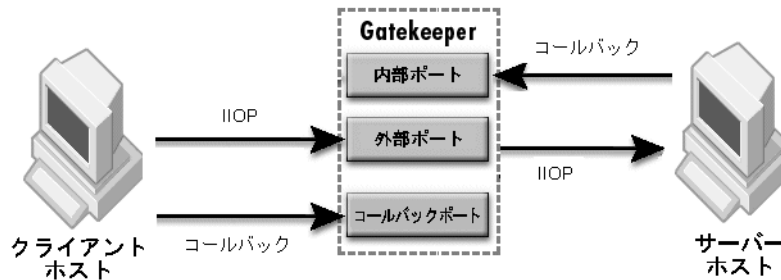 Gatekeeper
コールバック
内部ポート
IIOP
外部ポート
IIOP
コールバックポート
コールバック
クライアント
ホスト
サーバー
ホスト